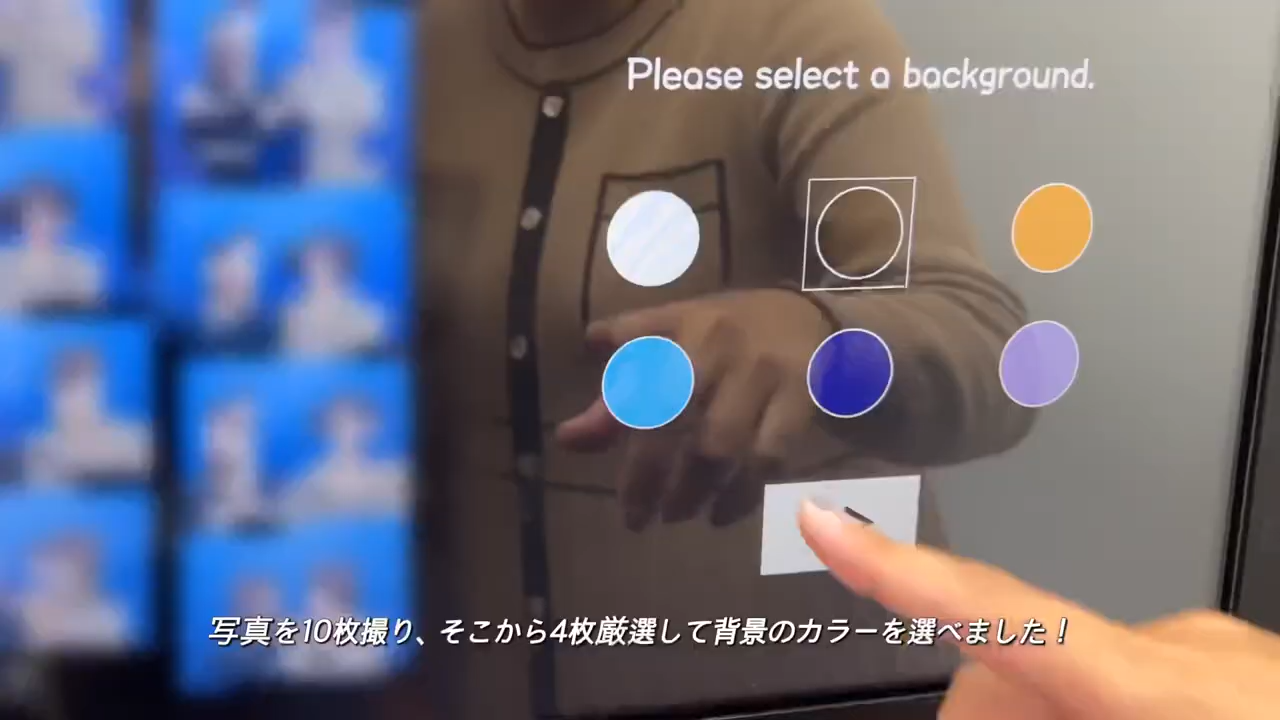 Please select a background.
写真を10枚撮り、そこから4枚厳選して背景のカラーを選べました！